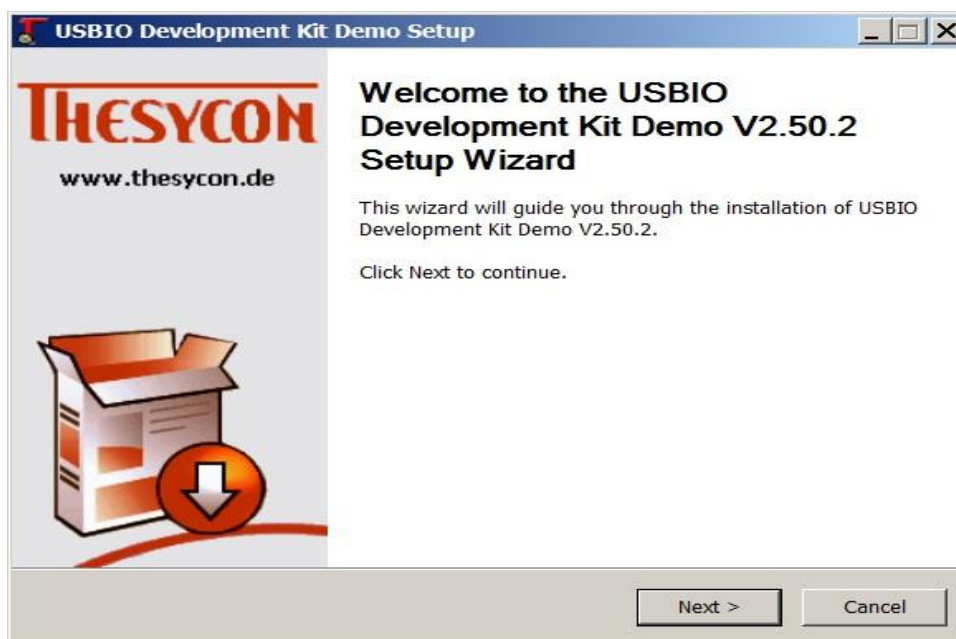 USBIO Development Kit Demo Setup
THESYCON
www.thesycon.de
Welcome to the USBIO
Development Kit Demo V2.50.2
Setup Wizard
This wizard will guide you through the installation of USBIO
Development Kit Demo V2.50.2.
Click Next to continue.
Next >
Cancel